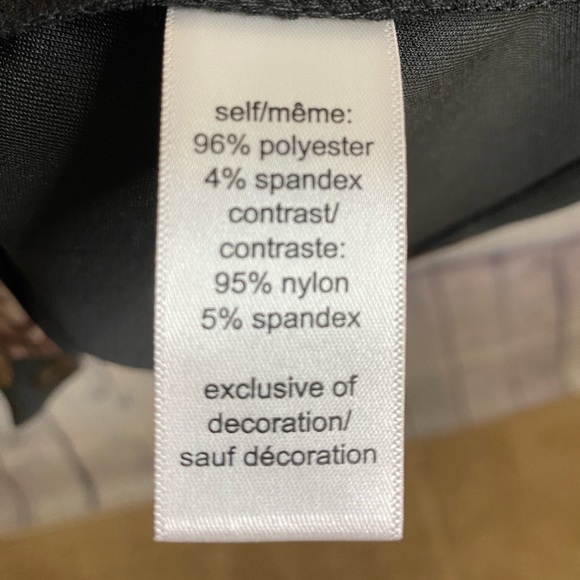 self/même:
96% polyester
4% spandex
contrast/
contraste:
95% nylon
5% spandex
exclusive of
decoration/
sauf décoration